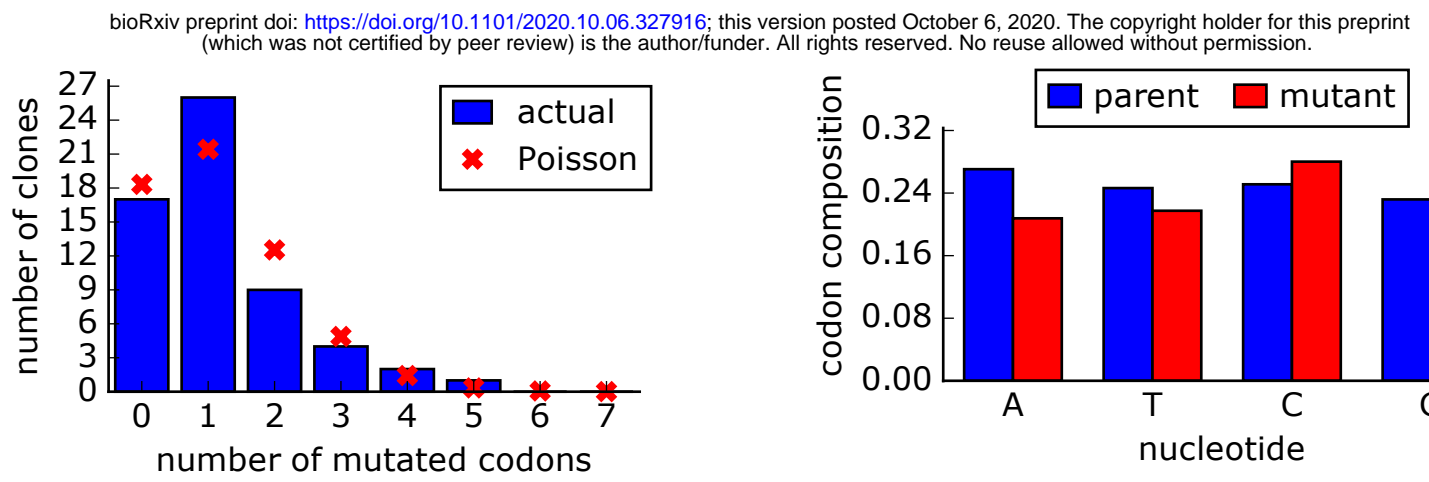 bioRxiv preprint doi: https://doi.org/10.1101/2020.10.06.327916; this version posted October 6, 2020. The copyright holder for this preprint
(which was not certified by peer review) is the author/funder. All rights reserved. No reuse allowed without permission.
number of clones
27
24
21
18
15
12
9
6
3
0
actual
Poisson
0 1 2 3 4 5 6 7
number of mutated codons
codon composition
parent mutant
0.32
0.24
0.16
0.08
0.00
A T C
nucleotide